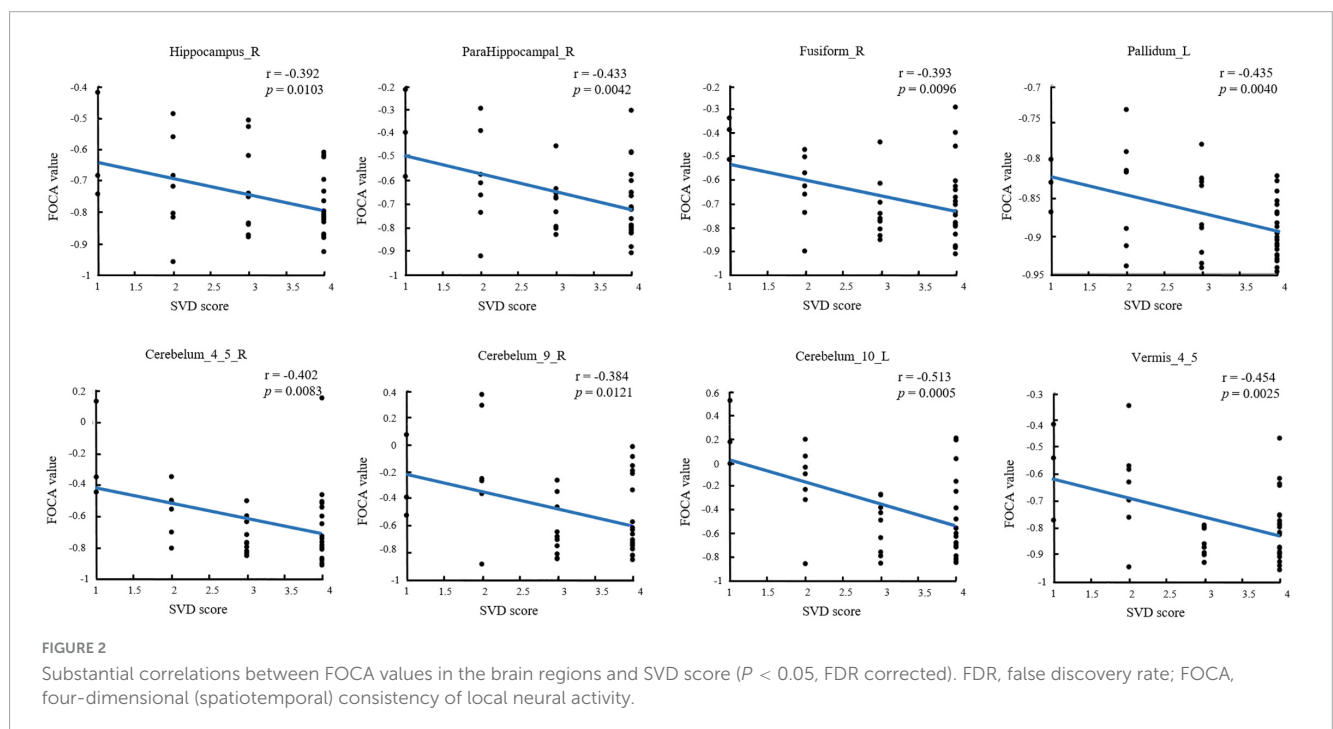 Hippocampus_R
r = -0.392
p = 0.0103
-0.4
-0.5
-0.6
-0.7
-0.8
-0.9
-1
FOCA value
1 1.5 2 2.5 3 3.5 4
SVD score
ParaHippocampal_R
r = -0.433
p = 0.0042
-0.2
-0.3
-0.4
-0.5
-0.6
-0.7
-0.8
-0.9
-1
FOCA value
1 1.5 2 2.5 3 3.5 4
SVD score
Fusiform_R
r = -0.393
p = 0.0096
-0.2
-0.3
-0.4
-0.5
-0.6
-0.7
-0.8
-0.9
-1
FOCA value
1 1.5 2 2.5 3 3.5 4
SVD score
Pallidum_L
r = -0.435
p = 0.0040
-0.7
-0.75
-0.8
-0.85
-0.9
-0.95
FOCA value
1 1.5 2 2.5 3 3.5 4
SVD score
Cerebelum_4_5_R
r = -0.402
p = 0.0083
0.2
0
-0.2
-0.4
-0.6
-0.8
-1
FOCA value
1 1.5 2 2.5 3 3.5 4
SVD score
Cerebelum_9_R
r = -0.384
p = 0.0121
0.4
0.2
0
-0.2
-0.4
-0.6
-0.8
-1
FOCA value
1 1.5 2 2.5 3 3.5 4
SVD score
Cerebelum_10_L
r = -0.513
p = 0.0005
0.6
0.4
0.2
0
-0.2
-0.4
-0.6
-0.8
-1
FOCA value
1 1.5 2 2.5 3 3.5 4
SVD score
Vermis_4_5
r = -0.454
p = 0.0025
-0.3
-0.4
-0.5
-0.6
-0.7
-0.8
-0.9
-1
FOCA value
1 1.5 2 2.5 3 3.5 4
SVD score
FIGURE 2
Substantial correlations between FOCA values in the brain regions and SVD score (P < 0.05, FDR corrected). FDR, false discovery rate; FOCA,
four-dimensional (spatiotemporal) consistency of local neural activity.